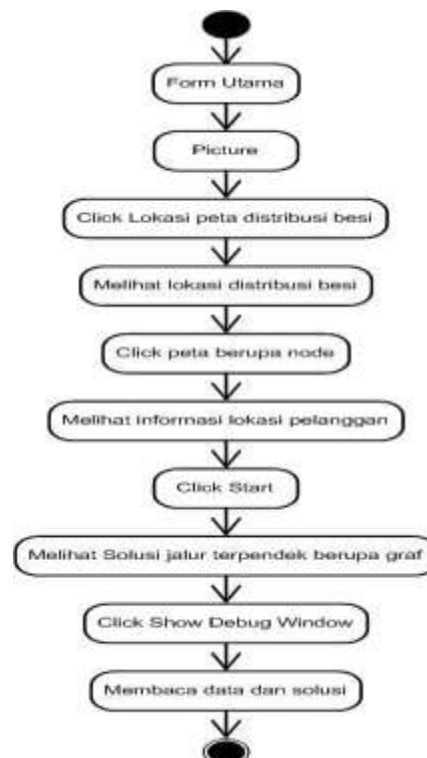 Form Utama
Picture
Click Lokasi peta distribusi besi
Melihat lokasi distribusi besi
Click peta berupa node
Melihat informasi lokasi pelanggan
Click Start
Melihat Solusi jalur terpendek berupa graf
Click Show Debug Window
Membaca data dan solusi